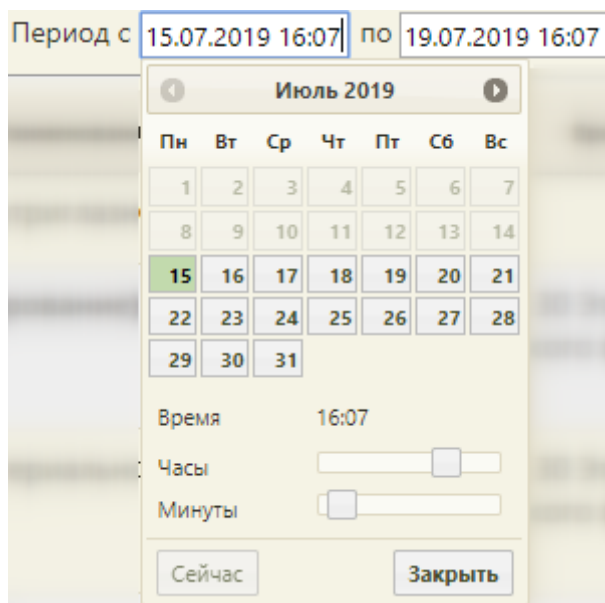 Период с 15.07.2019 16:07 по 19.07.2019 16:07
Июль 2019
Пн Вт Ср Чт Пт Сб Вс
1 2 3 4 5 6 7
8 9 10 11 12 13 14
15 16 17 18 19 20 21
22 23 24 25 26 27 28
29 30 31
Время 16:07
Часы
Минуты
Сейчас Закрыть